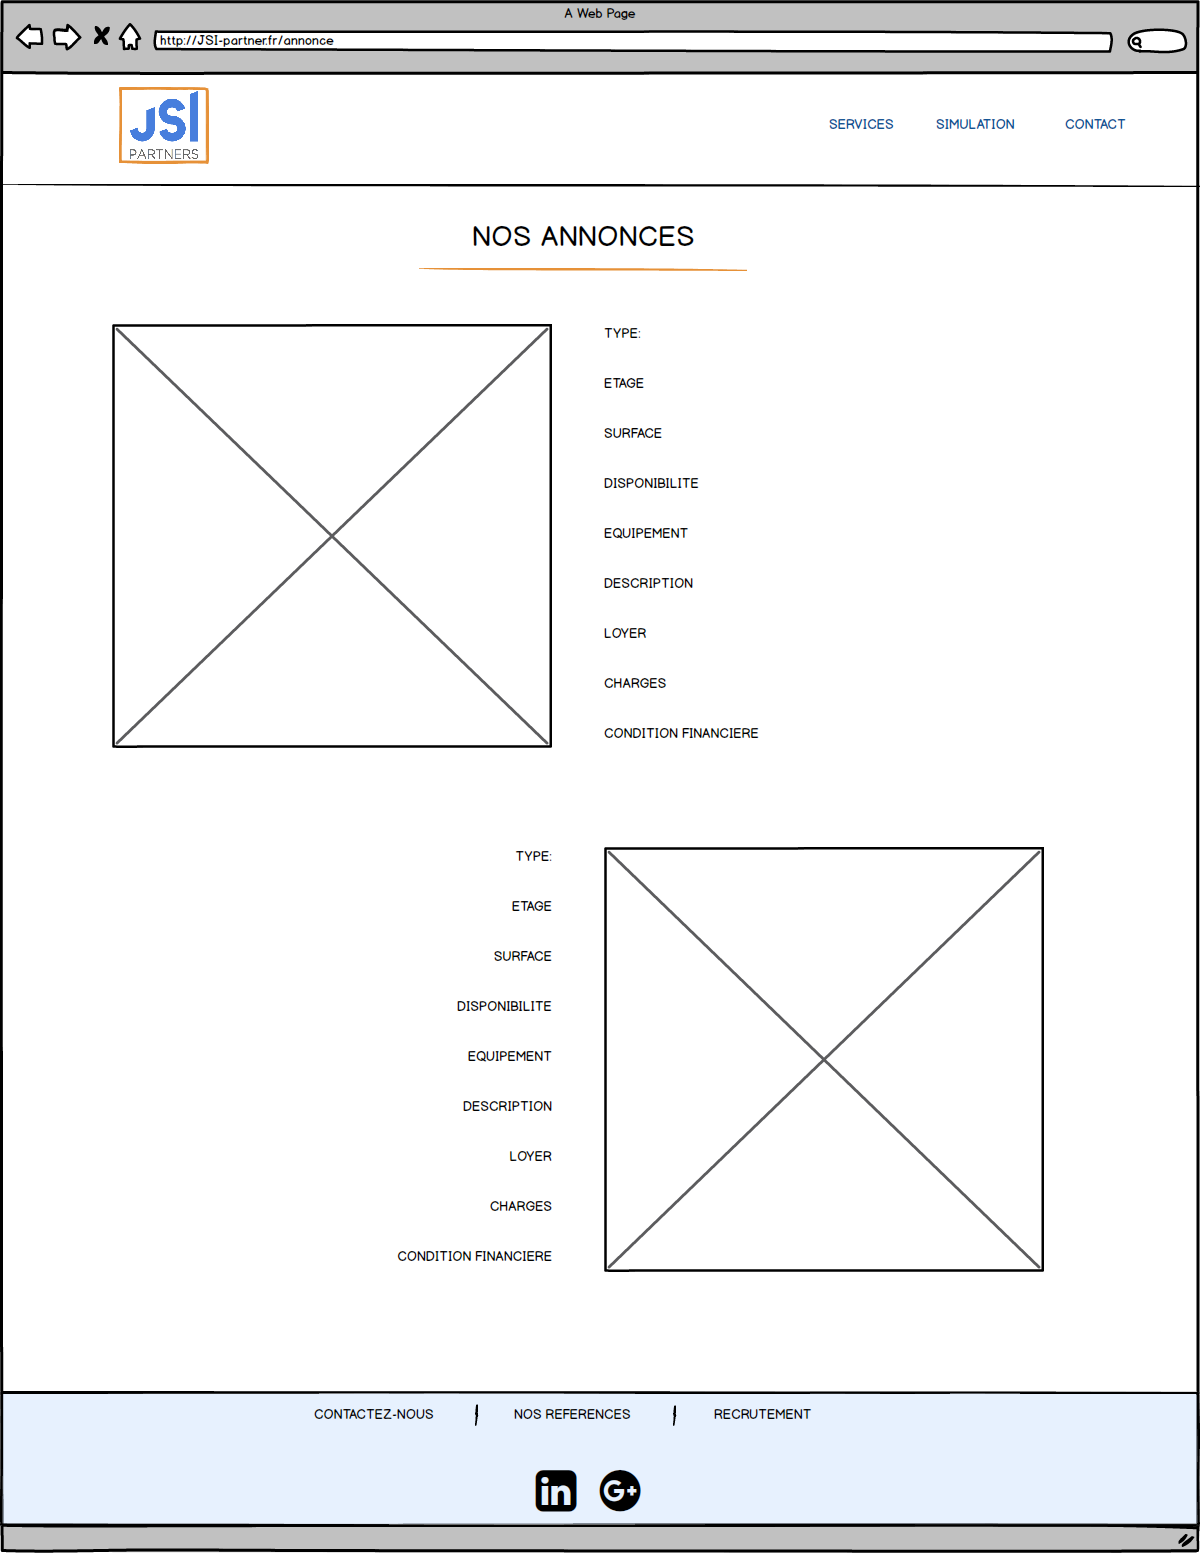 A Web Page
http://JSI-partner.fr/annonce
JSI
PARTNERS
SERVICES SIMULATION CONTACT
NOS ANNONCES
TYPE:
ETAGE
SURFACE
DISPONIBILITE
EQUIPEMENT
DESCRIPTION
LOYER
CHARGES
CONDITION FINANCIERE
TYPE:
ETAGE
SURFACE
DISPONIBILITE
EQUIPEMENT
DESCRIPTION
LOYER
CHARGES
CONDITION FINANCIERE
CONTACTEZ-NOUS NOS REFERENCES RECRUTEMENT
in G+